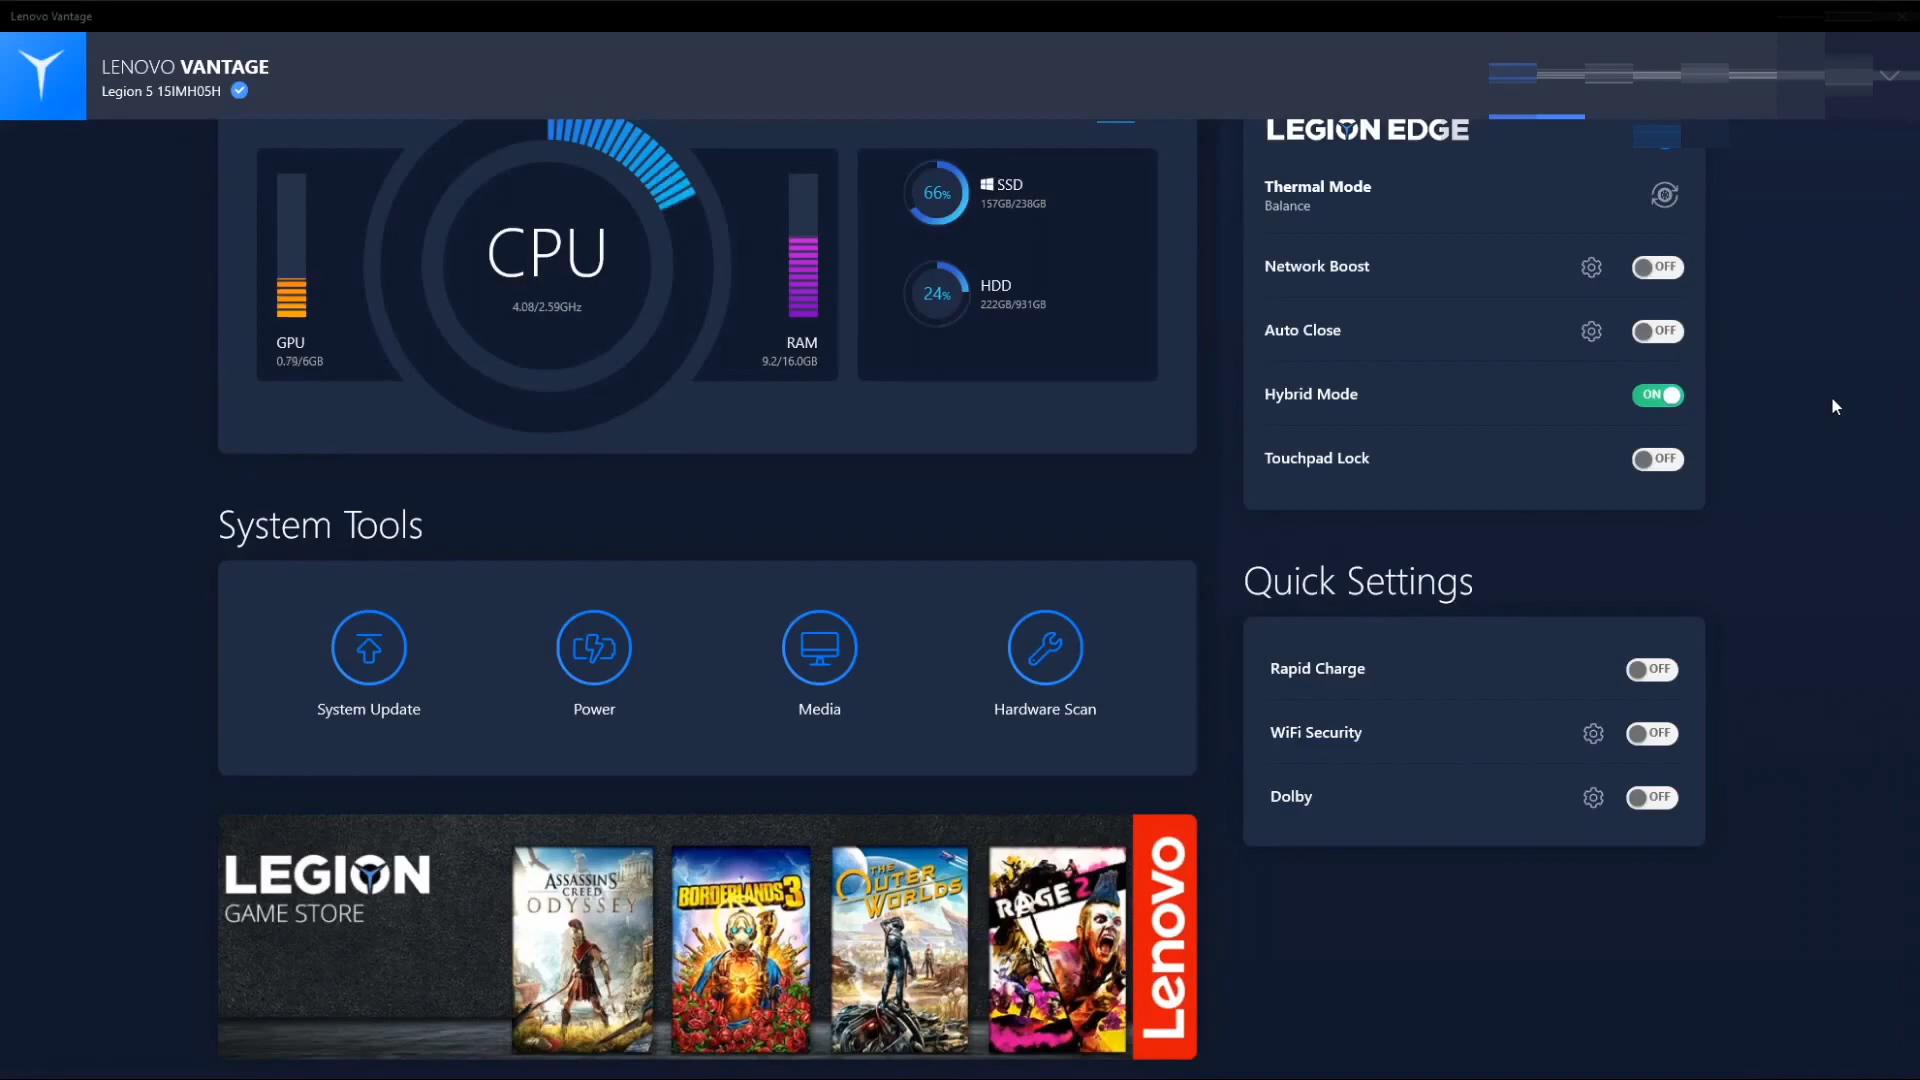 Lenovo Vantage
LENOVO VANTAGE
Legion 5 15IMH05H
CPU
4.08/2.59GHz
GPU
0.79/6GB
RAM
9.2/16.0GB
66%
SSD
157GB/238GB
24%
HDD
222GB/931GB
LEGION EDGE
Thermal Mode
Balance
Network Boost
OFF
Auto Close
OFF
Hybrid Mode
ON
Touchpad Lock
OFF
System Tools
System Update
Power
Media
Hardware Scan
Quick Settings
Rapid Charge
OFF
WiFi Security
OFF
Dolby
OFF
LEGION
GAME STORE
ASSASSIN'S
CREED
ODYSSEY
BORDERLANDS 3
THE
OUTER
WORLDS
RAGE 2
Lenovo